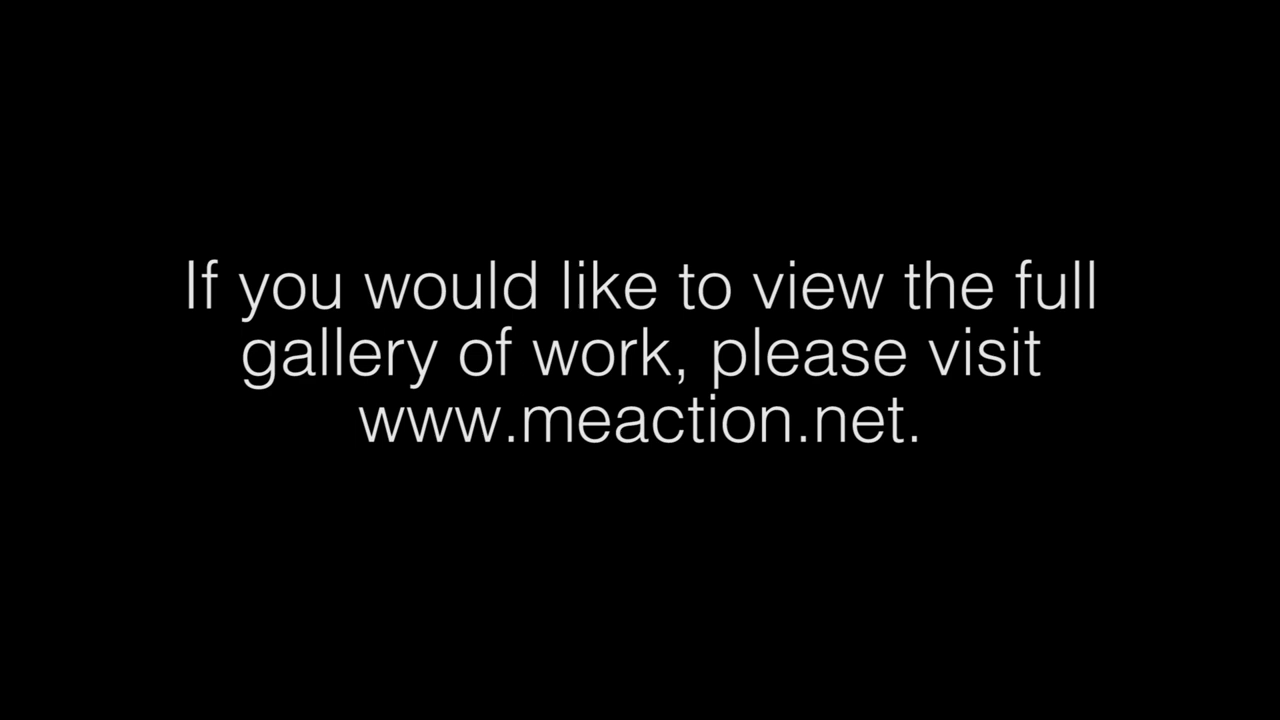 If you would like to view the full
gallery of work, please visit
www.meaction.net.